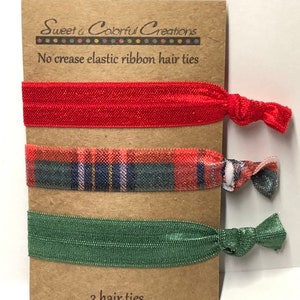 Sweet & Colorful Creations
No crease elastic ribbon hair ties
3 hair ties